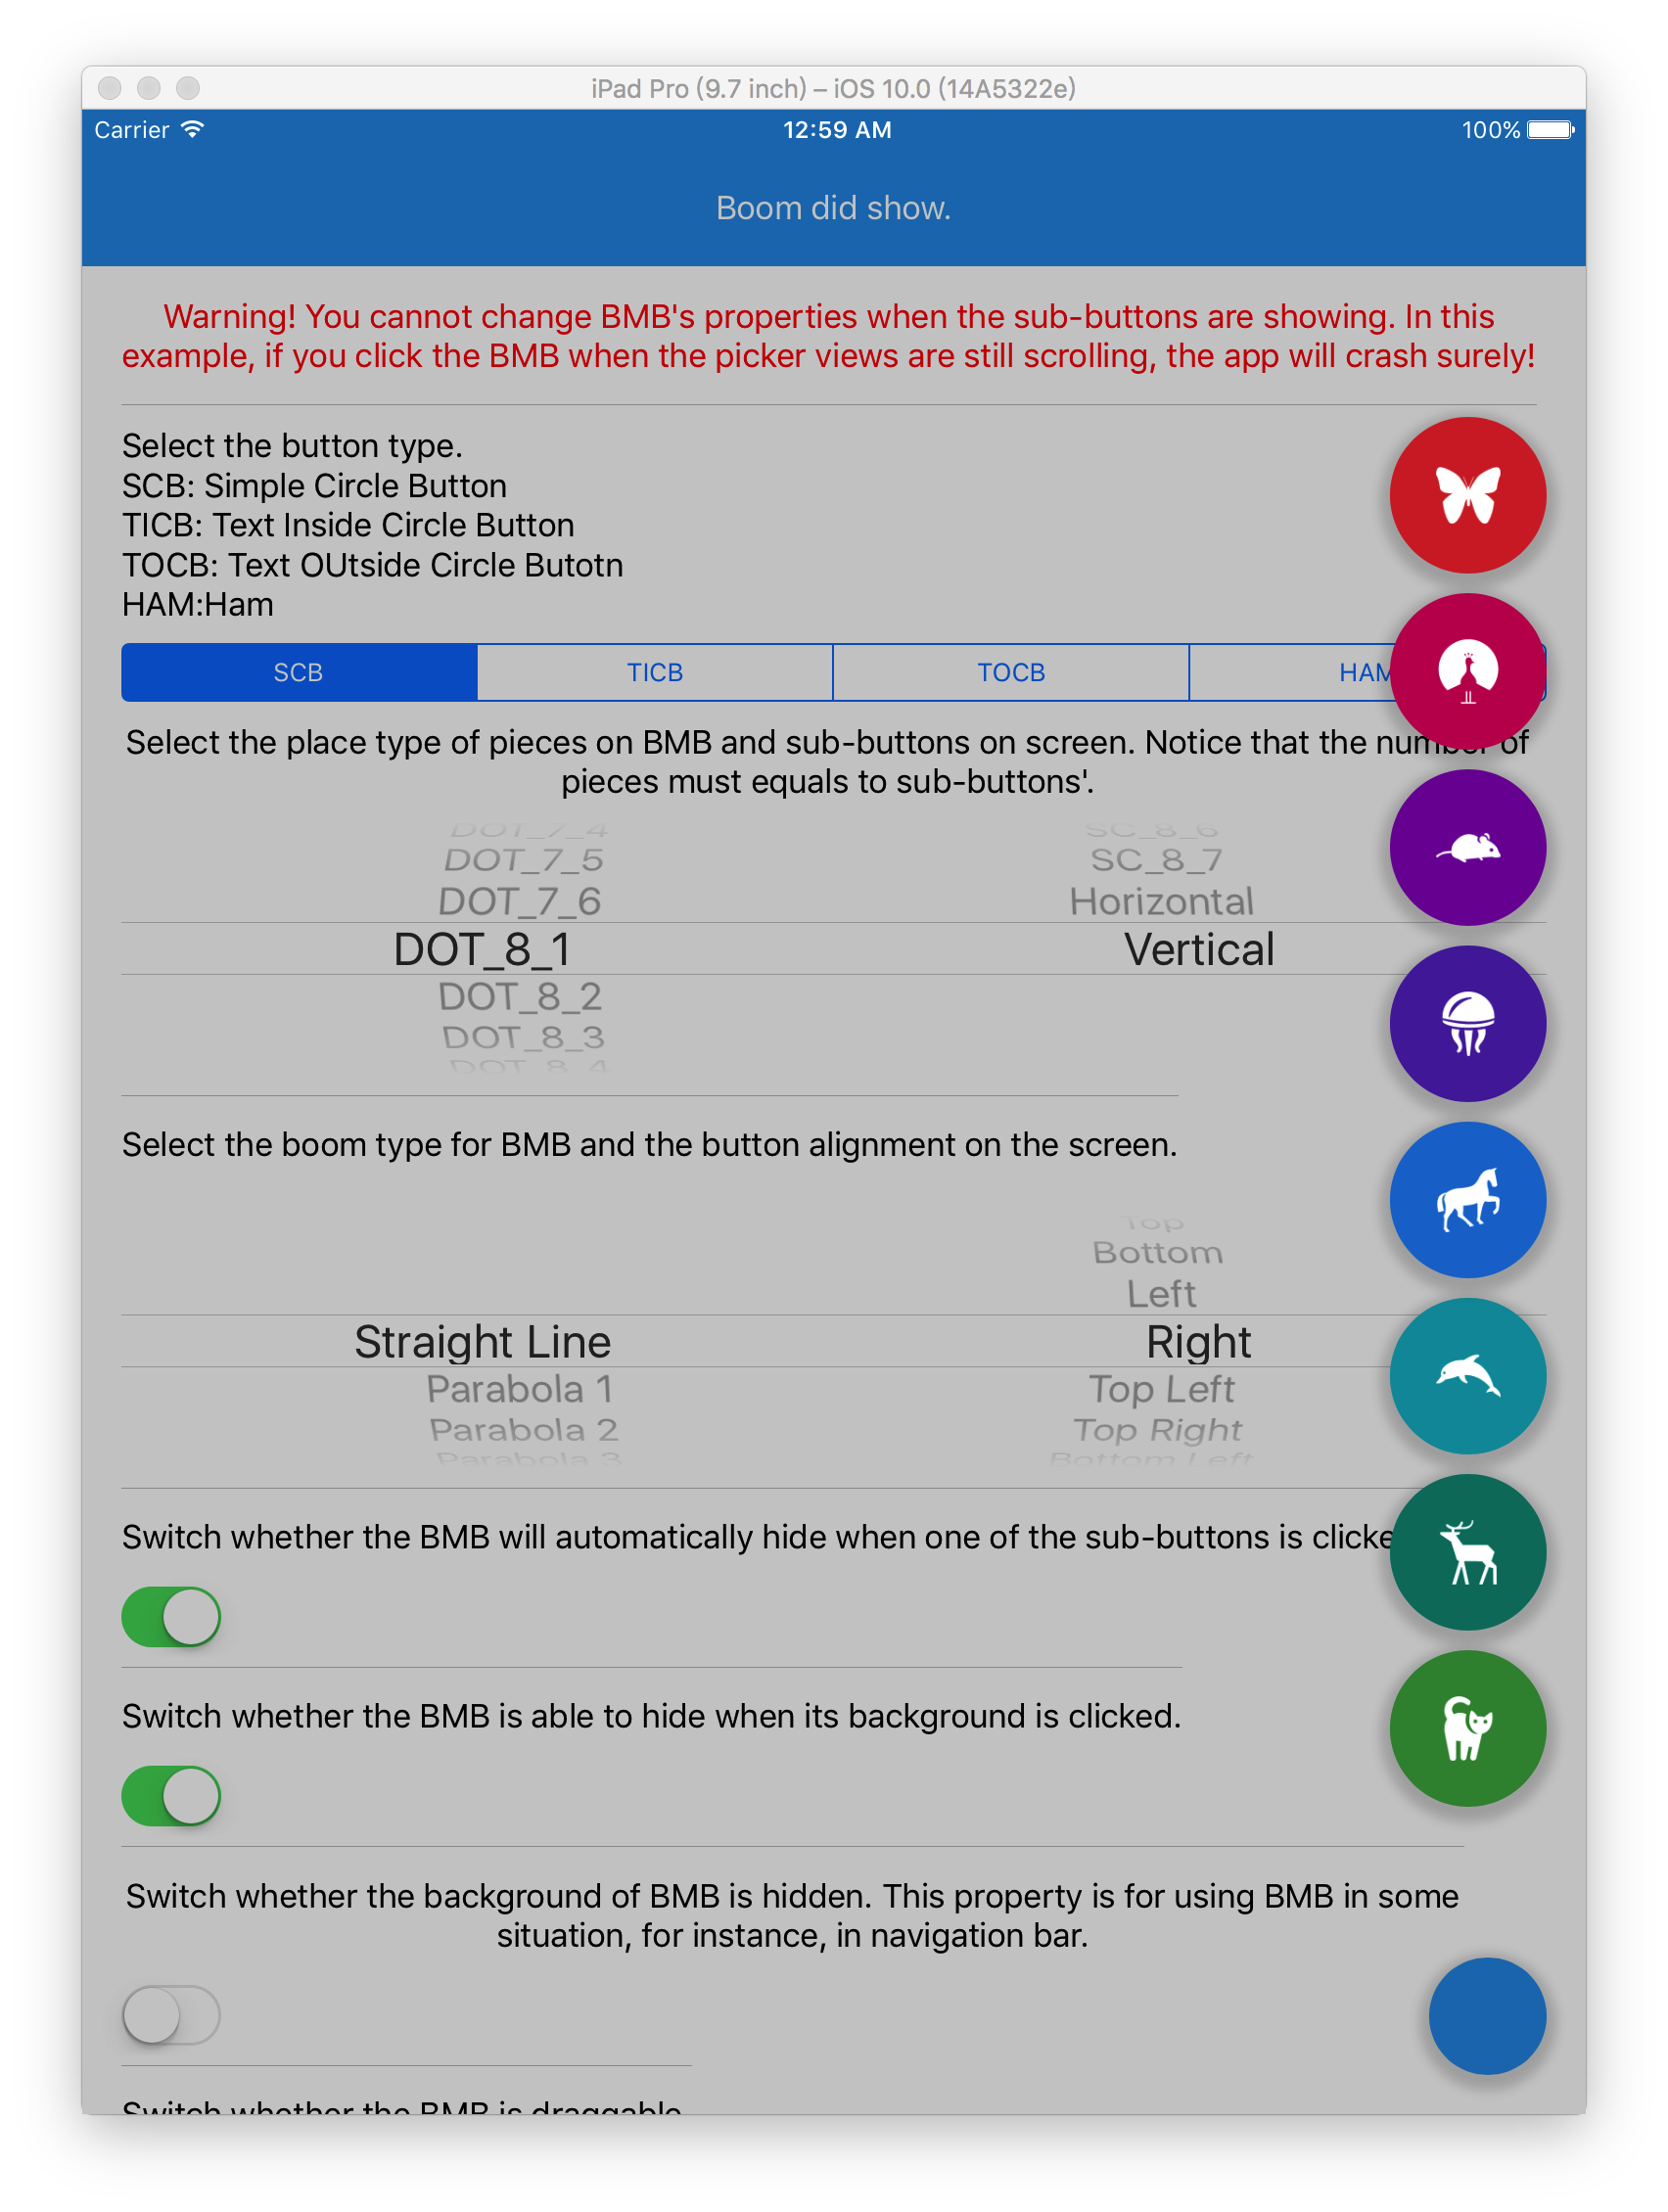 iPad Pro (9.7 inch) – iOS 10.0 (14A5322e)
Carrier 12:59 AM 100%
Boom did show.
Warning! You cannot change BMB's properties when the sub-buttons are showing. In this
example, if you click the BMB when the picker views are still scrolling, the app will crash surely!
Select the button type.
SCB: Simple Circle Button
TICB: Text Inside Circle Button
TOCB: Text OUtside Circle Butotn
HAM:Ham
SCB TICB TOCB HAM
Select the place type of pieces on BMB and sub-buttons on screen. Notice that the number of
pieces must equals to sub-buttons'.
DOT_7_4 SC_8_6
DOT_7_5 SC_8_7
DOT_7_6 Horizontal
DOT_8_1 Vertical
DOT_8_2
DOT_8_3
DOT_8_4
Select the boom type for BMB and the button alignment on the screen.
Top
Bottom
Left
Straight Line Right
Parabola 1 Top Left
Parabola 2 Top Right
Parabola 3 Bottom Left
Switch whether the BMB will automatically hide when one of the sub-buttons is clicke
Switch whether the BMB is able to hide when its background is clicked.
Switch whether the background of BMB is hidden. This property is for using BMB in some
situation, for instance, in navigation bar.
Switch whether the BMB is draggable